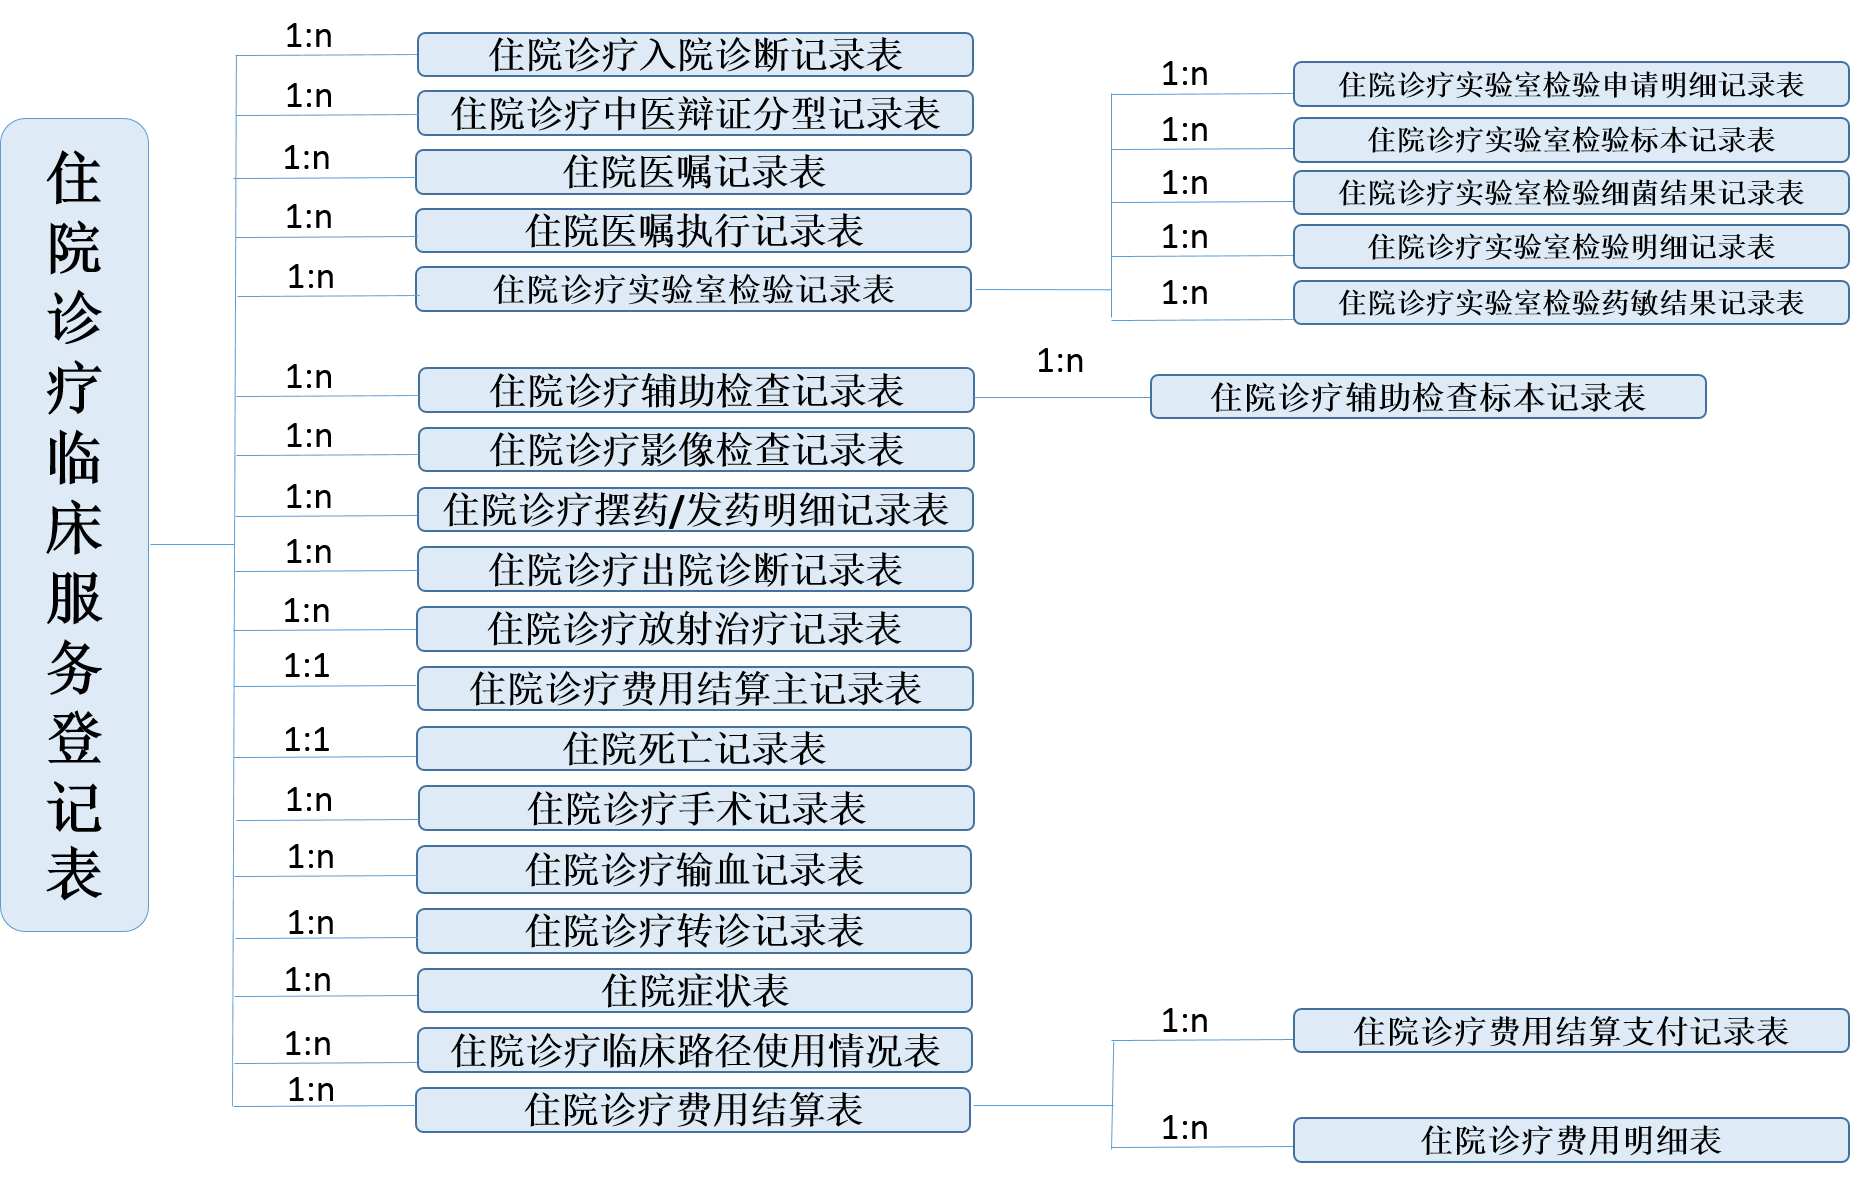 住院诊疗临床服务登记表
1:n
住院诊疗入院诊断记录表
1:n
住院诊疗中医辩证分型记录表
1:n
住院医嘱记录表
1:n
住院医嘱执行记录表
1:n
住院诊疗实验室检验记录表
1:n
住院诊疗实验室检验申请明细记录表
1:n
住院诊疗实验室检验标本记录表
1:n
住院诊疗实验室检验细菌结果记录表
1:n
住院诊疗实验室检验明细记录表
1:n
住院诊疗实验室检验药敏结果记录表
1:n
住院诊疗辅助检查记录表
1:n
住院诊疗辅助检查标本记录表
1:n
住院诊疗影像检查记录表
1:n
住院诊疗摆药/发药明细记录表
1:n
住院诊疗出院诊断记录表
1:n
住院诊疗放射治疗记录表
1:1
住院诊疗费用结算主记录表
1:1
住院死亡记录表
1:n
住院诊疗手术记录表
1:n
住院诊疗输血记录表
1:n
住院诊疗转诊记录表
1:n
住院症状表
1:n
住院诊疗临床路径使用情况表
1:n
住院诊疗费用结算表
1:n
住院诊疗费用结算支付记录表
1:n
住院诊疗费用明细表